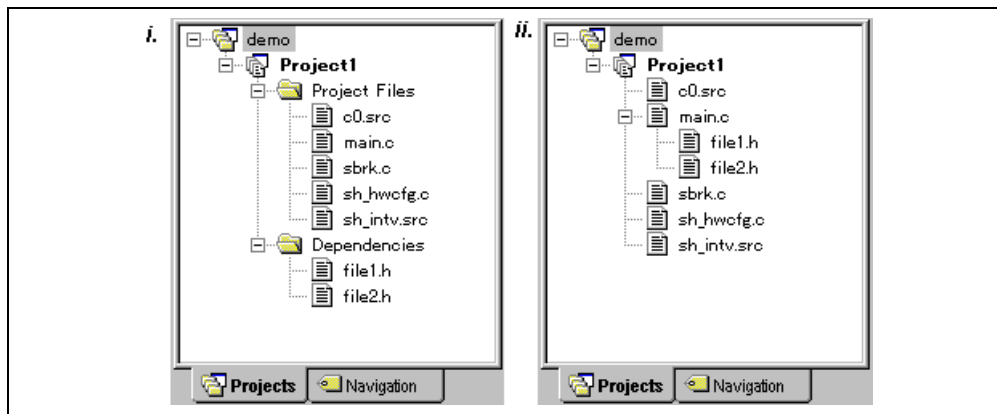 i.
demo
Project1
Project Files
c0.src
main.c
sbrk.c
sh_hwcfg.c
sh_intv.src
Dependencies
file1.h
file2.h
Projects
Navigation
ii.
demo
Project1
c0.src
main.c
file1.h
file2.h
sbrk.c
sh_hwcfg.c
sh_intv.src
Projects
Navigation